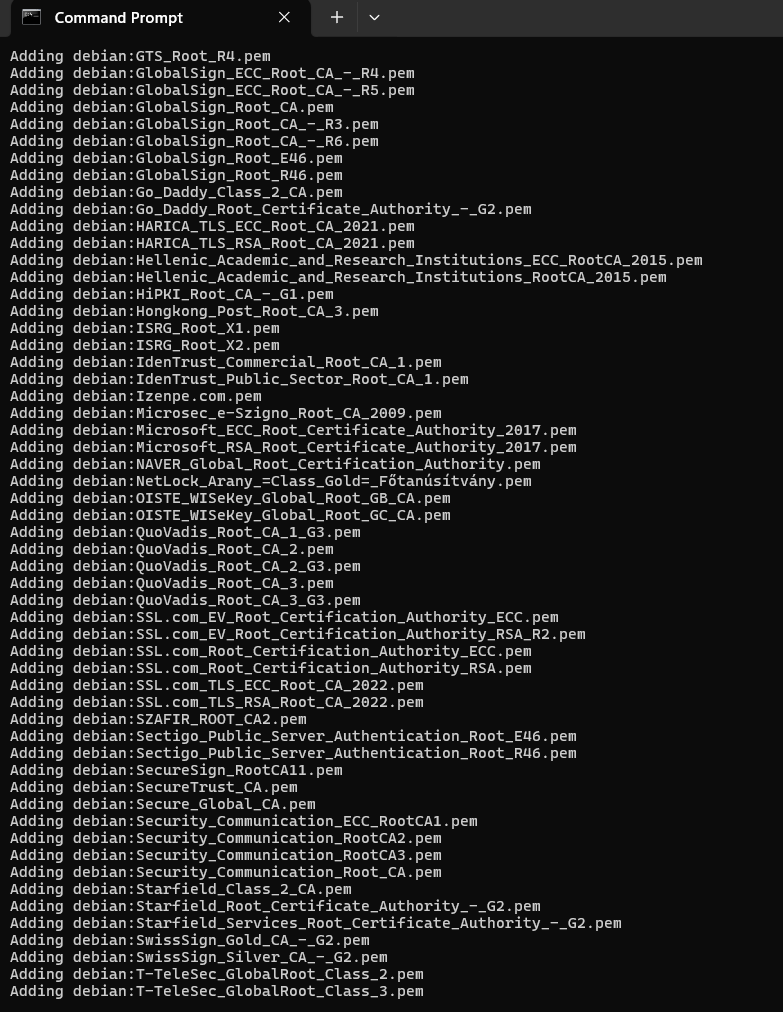 Command Prompt
Adding debian:GTS_Root_R4.pem
Adding debian:GlobalSign_ECC_Root_CA_-_R4.pem
Adding debian:GlobalSign_ECC_Root_CA_-_R5.pem
Adding debian:GlobalSign_Root_CA.pem
Adding debian:GlobalSign_Root_CA_-_R3.pem
Adding debian:GlobalSign_Root_CA_-_R6.pem
Adding debian:GlobalSign_Root_E46.pem
Adding debian:GlobalSign_Root_R46.pem
Adding debian:Go_Daddy_Class_2_CA.pem
Adding debian:Go_Daddy_Root_Certificate_Authority_-_G2.pem
Adding debian:HARICA_TLS_ECC_Root_CA_2021.pem
Adding debian:HARICA_TLS_RSA_Root_CA_2021.pem
Adding debian:Hellenic_Academic_and_Research_Institutions_ECC_RootCA_2015.pem
Adding debian:Hellenic_Academic_and_Research_Institutions_RootCA_2015.pem
Adding debian:HiPKI_Root_CA_-_G1.pem
Adding debian:Hongkong_Post_Root_CA_3.pem
Adding debian:ISRG_Root_X1.pem
Adding debian:ISRG_Root_X2.pem
Adding debian:IdenTrust_Commercial_Root_CA_1.pem
Adding debian:IdenTrust_Public_Sector_Root_CA_1.pem
Adding debian:Izenpe.com.pem
Adding debian:Microsec_e-Szigno_Root_CA_2009.pem
Adding debian:Microsoft_ECC_Root_Certificate_Authority_2017.pem
Adding debian:Microsoft_RSA_Root_Certificate_Authority_2017.pem
Adding debian:NAVER_Global_Root_Certification_Authority.pem
Adding debian:NetLock_Arany_=Class_Gold=_Főtanúsítvány.pem
Adding debian:OISTE_WISeKey_Global_Root_GB_CA.pem
Adding debian:OISTE_WISeKey_Global_Root_GC_CA.pem
Adding debian:QuoVadis_Root_CA_1_G3.pem
Adding debian:QuoVadis_Root_CA_2.pem
Adding debian:QuoVadis_Root_CA_2_G3.pem
Adding debian:QuoVadis_Root_CA_3.pem
Adding debian:QuoVadis_Root_CA_3_G3.pem
Adding debian:SSL.com_EV_Root_Certification_Authority_ECC.pem
Adding debian:SSL.com_EV_Root_Certification_Authority_RSA_R2.pem
Adding debian:SSL.com_Root_Certification_Authority_ECC.pem
Adding debian:SSL.com_Root_Certification_Authority_RSA.pem
Adding debian:SSL.com_TLS_ECC_Root_CA_2022.pem
Adding debian:SSL.com_TLS_RSA_Root_CA_2022.pem
Adding debian:SZAFIR_ROOT_CA2.pem
Adding debian:Sectigo_Public_Server_Authentication_Root_E46.pem
Adding debian:Sectigo_Public_Server_Authentication_Root_R46.pem
Adding debian:SecureSign_RootCA11.pem
Adding debian:SecureTrust_CA.pem
Adding debian:Secure_Global_CA.pem
Adding debian:Security_Communication_ECC_RootCA1.pem
Adding debian:Security_Communication_RootCA2.pem
Adding debian:Security_Communication_RootCA3.pem
Adding debian:Security_Communication_Root_CA.pem
Adding debian:Starfield_Class_2_CA.pem
Adding debian:Starfield_Root_Certificate_Authority_-_G2.pem
Adding debian:Starfield_Services_Root_Certificate_Authority_-_G2.pem
Adding debian:SwissSign_Gold_CA_-_G2.pem
Adding debian:SwissSign_Silver_CA_-_G2.pem
Adding debian:T-TeleSec_GlobalRoot_Class_2.pem
Adding debian:T-TeleSec_GlobalRoot_Class_3.pem